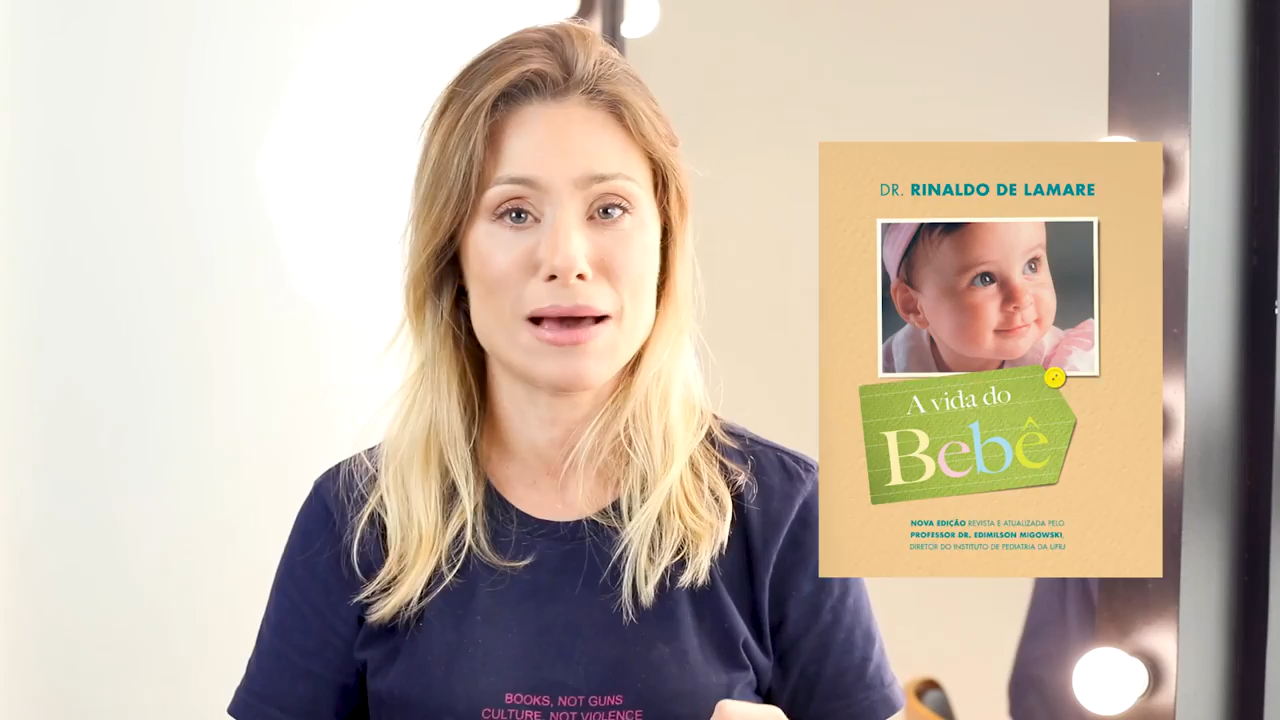 DR. RINALDO DE LAMARE
A vida do
Bebê
NOVA EDIÇÃO REVISTA E ATUALIZADA PELO
PROFESSOR DR. EDIMILSON MIGOWSKI,
DIRETOR DO INSTITUTO DE PEDIATRIA DA UFRJ
BOOKS, NOT GUNS
CULTURE, NOT VIOLENCE